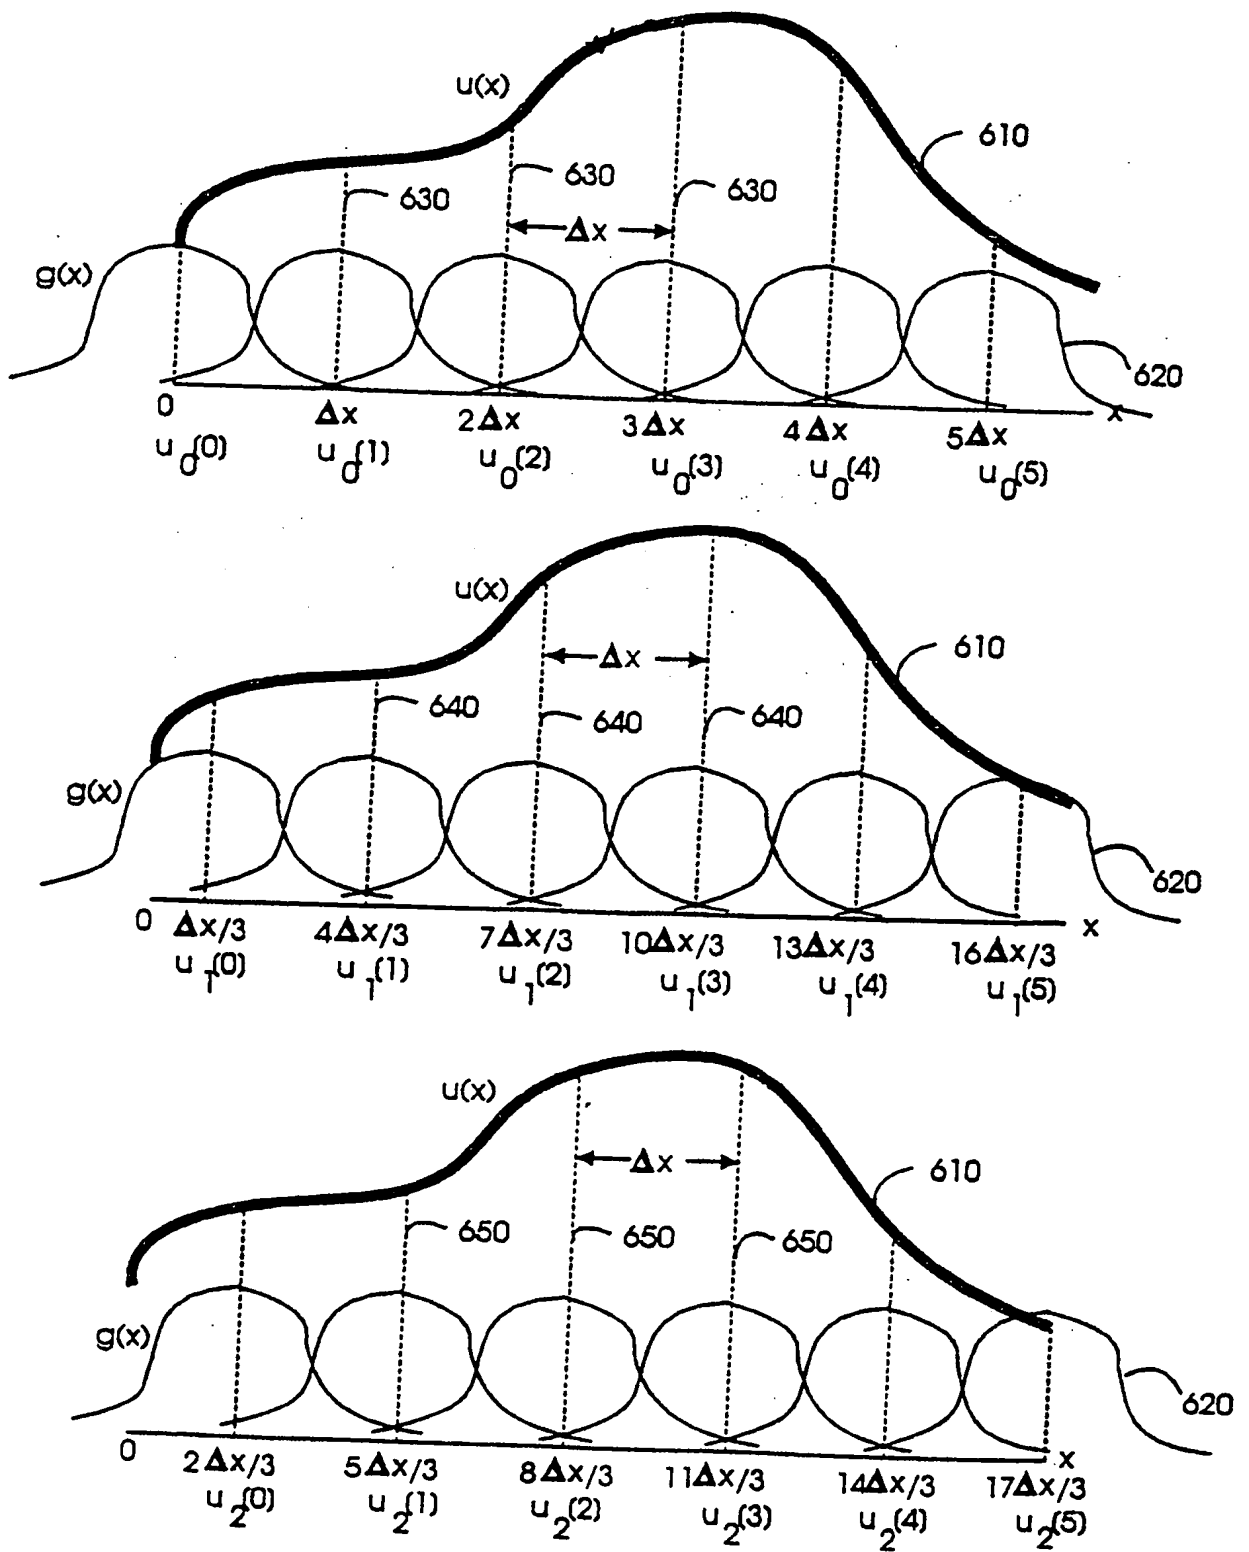 u(x)
610
630
630
630
Δx
g(x)
620
0 Δx 2Δx 3Δx 4Δx 5Δx x
u0(0) u0(1) u0(2) u0(3) u0(4) u0(5)
u(x)
610
Δx
640
640
640
g(x)
620
0 Δx/3 4Δx/3 7Δx/3 10Δx/3 13Δx/3 16Δx/3 x
u1(0) u1(1) u1(2) u1(3) u1(4) u1(5)
u(x)
Δx
610
650
650
650
g(x)
620
0 2Δx/3 5Δx/3 8Δx/3 11Δx/3 14Δx/3 17Δx/3 x
u2(0) u2(1) u2(2) u2(3) u2(4) u2(5)